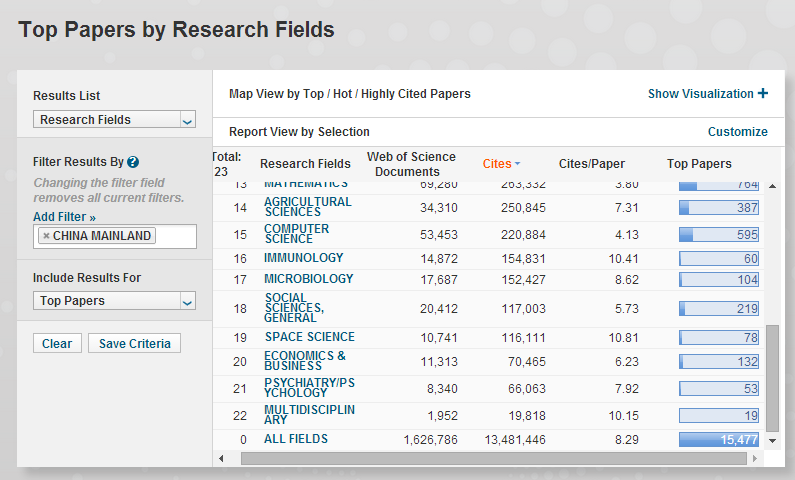 Top Papers by Research Fields
Results List
Research Fields
Filter Results By ?
Changing the filter field
removes all current filters.
Add Filter »
× CHINA MAINLAND
Include Results For
Top Papers
Clear Save Criteria
Map View by Top / Hot / Highly Cited Papers Show Visualization +
Report View by Selection Customize
Total:
23 Research Fields Web of Science
Documents Cites Cites/Paper Top Papers
13 MATHEMATICS 69,280 263,332 3.80 764
14 AGRICULTURAL
SCIENCES 34,310 250,845 7.31 387
15 COMPUTER
SCIENCE 53,453 220,884 4.13 595
16 IMMUNOLOGY 14,872 154,831 10.41 60
17 MICROBIOLOGY 17,687 152,427 8.62 104
18 SOCIAL
SCIENCES,
GENERAL 20,412 117,003 5.73 219
19 SPACE SCIENCE 10,741 116,111 10.81 78
20 ECONOMICS &
BUSINESS 11,313 70,465 6.23 132
21 PSYCHIATRY/PS
YCHOLOGY 8,340 66,063 7.92 53
22 MULTIDISCIPLIN
ARY 1,952 19,818 10.15 19
0 ALL FIELDS 1,626,786 13,481,446 8.29 15,477